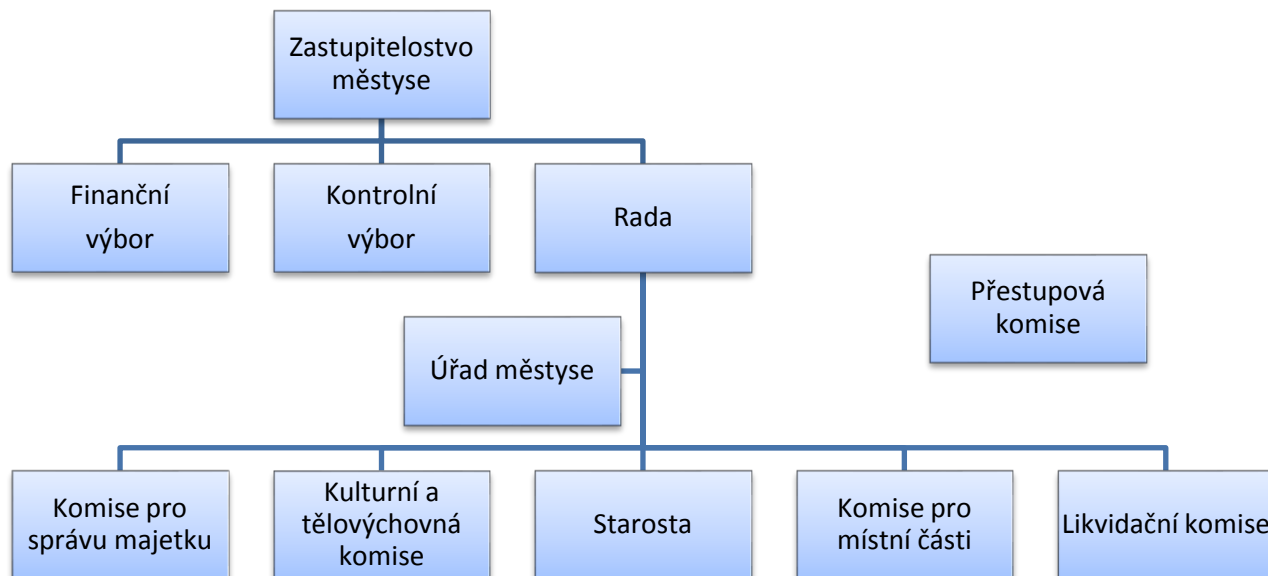 Zastupitelostvo
městyse
Finanční
výbor
Kontrolní
výbor
Rada
Přestupová
komise
Úřad městyse
Komise pro
správu majetku
Kulturní a
tělovýchovná
komise
Starosta
Komise pro
místní části
Likvidační komise